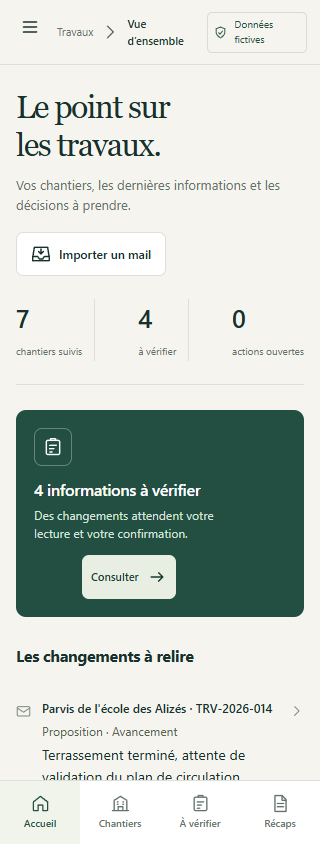 Travaux
Vue
d'ensemble
Données
fictives
Le point sur
les travaux.
Vos chantiers, les dernières informations et les
décisions à prendre.
Importer un mail
7
chantiers suivis
4
à vérifier
0
actions ouvertes
4 informations à vérifier
Des changements attendent votre
lecture et votre confirmation.
Consulter
Les changements à relire
Parvis de l'école des Alizés · TRV-2026-014
Proposition · Avancement
Terrassement terminé, attente de
validation du plan de circulation
Accueil
Chantiers
À vérifier
Récaps